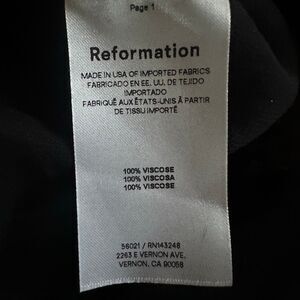 Page 1
Reformation
MADE IN USA OF IMPORTED FABRICS
FABRICADO EN EE. UU. DE TEJIDO
IMPORTADO
FABRIQUÉ AUX ÉTATS-UNIS À PARTIR
DE TISSU IMPORTÉ
100% VISCOSE
100% VISCOSA
100% VISCOSE
56021 / RN143248
2263 E VERNON AVE,
VERNON, CA 90058